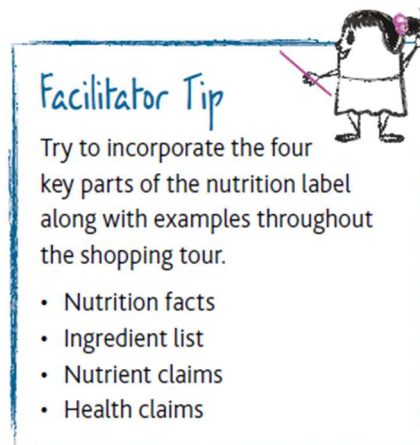 Facilitator Tip
Try to incorporate the four
key parts of the nutrition label
along with examples throughout
the shopping tour.
• Nutrition facts
• Ingredient list
• Nutrient claims
• Health claims